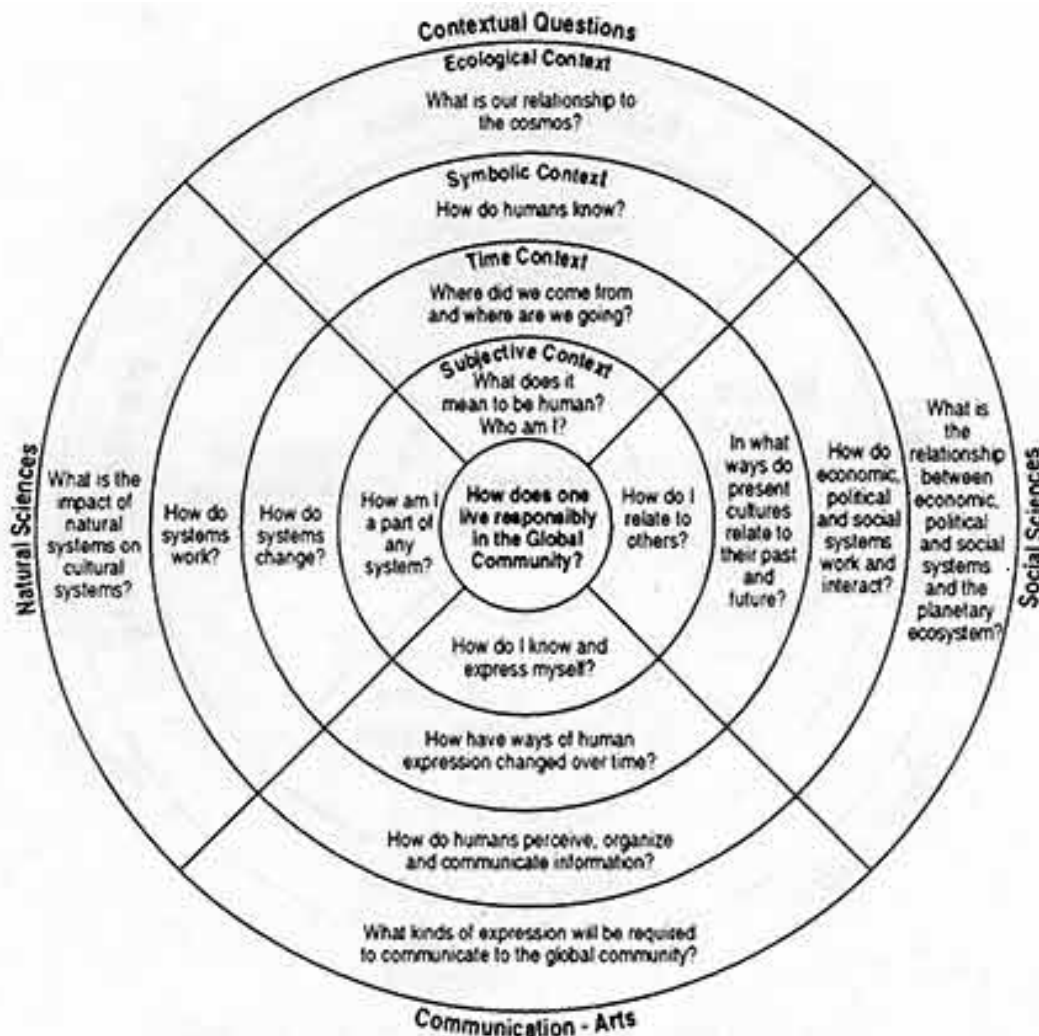 Contextual Questions
Ecological Context
What is our relationship to
the cosmos?
Symbolic Context
How do humans know?
Time Context
Where did we come from
and where are we going?
Subjective Context
What does it
mean to be human?
Who am I?
Natural Sciences
What is the
impact of
natural
systems on
cultural
systems?
How do
systems
work?
How do
systems
change?
How am I
a part of
any
system?
How does one
live responsibly
in the Global
Community?
How do I
relate to
others?
In what
ways do
present
cultures
relate to
their past
and
future?
How do
economic,
political
and social
systems
work and
interact?
What is
the
relationship
between
economic,
political
and social
systems
and the
planetary
ecosystem?
Social Sciences
How do I know and
express myself?
How have ways of human
expression changed over time?
How do humans perceive, organize
and communicate information?
What kinds of expression will be required
to communicate to the global community?
Communication - Arts